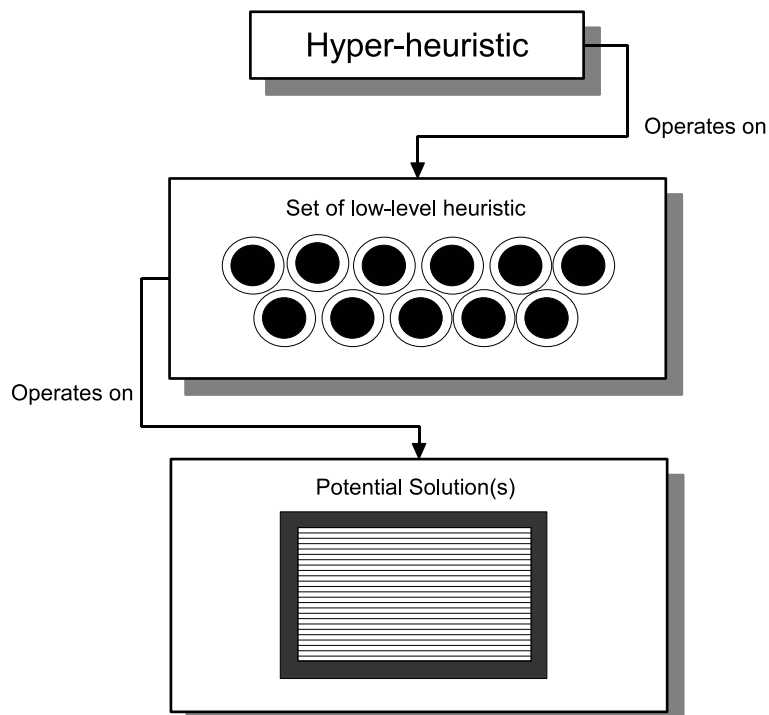 Hyper-heuristic
Operates on
Set of low-level heuristic
Operates on
Potential Solution(s)